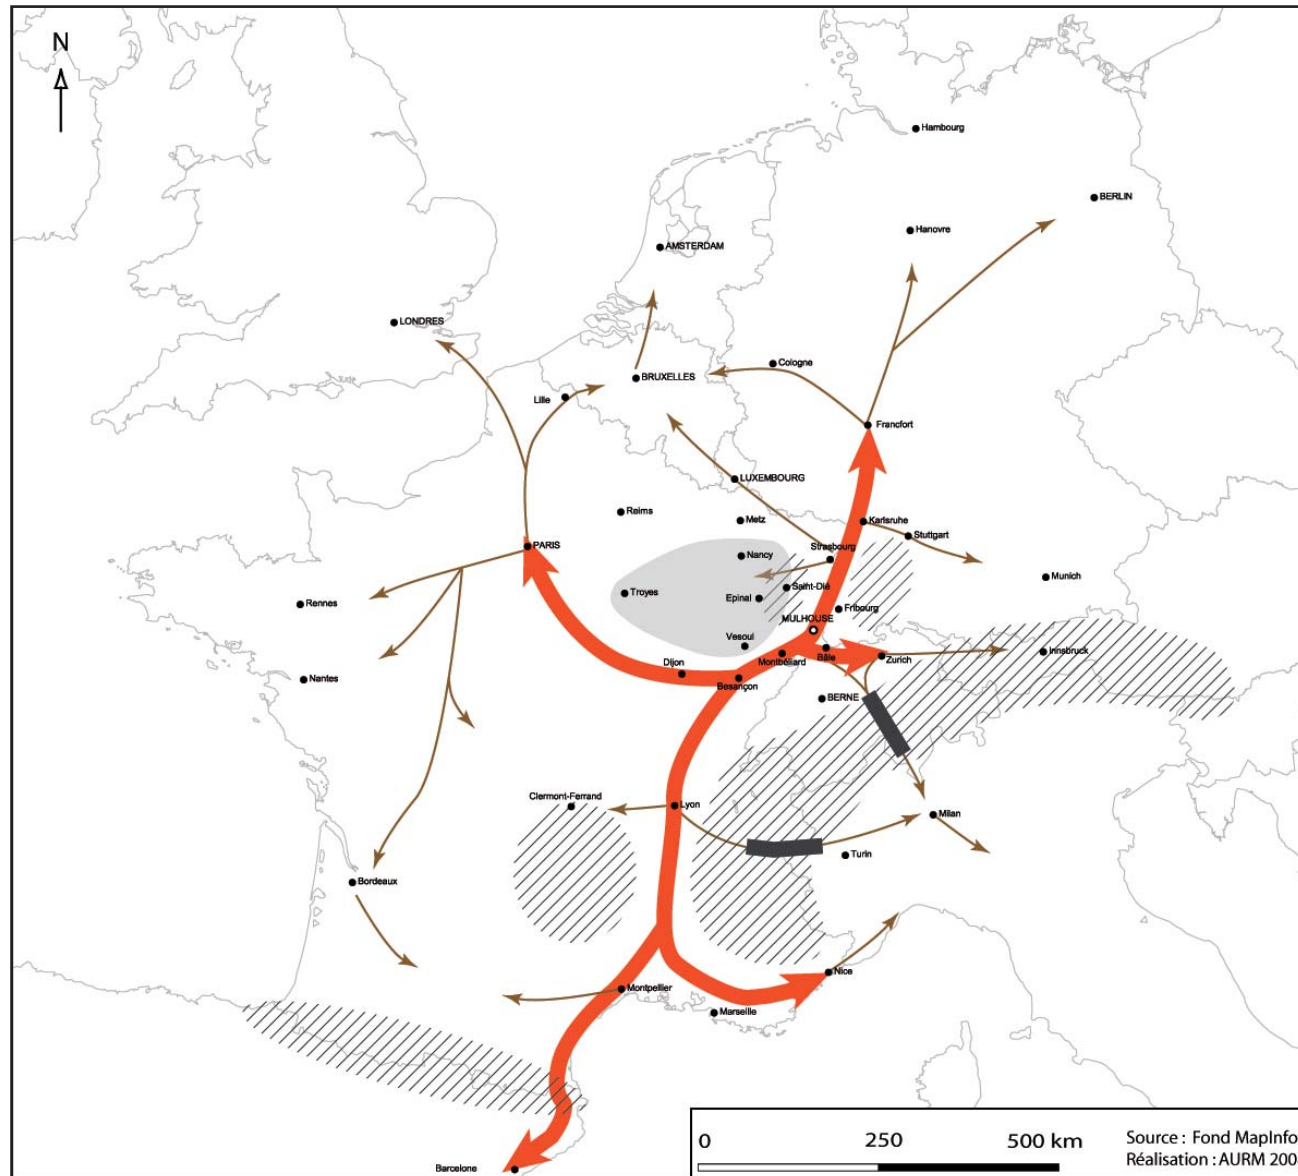 N
Hambourg
BERLIN
Hanovre
AMSTERDAM
LONDRES
Cologne
BRUXELLES
Lille
Francfort
LUXEMBOURG
Reims
Metz
Karlsruhe
Stuttgart
PARIS
Strasbourg
Nancy
Munich
Saint-Dié
Troyes
Epinal
Rennes
Fribourg
MULHOUSE
Vesoul
Bâle
Innsbruck
Montbéliard
Zurich
Dijon
Nantes
Besançon
BERNE
Clermont-Ferrand
Lyon
Milan
Turin
Bordeaux
Nice
Montpellier
Marseille
Barcelone
0 250 500 km
Source : Fond MapInfo
Réalisation : AURM 200